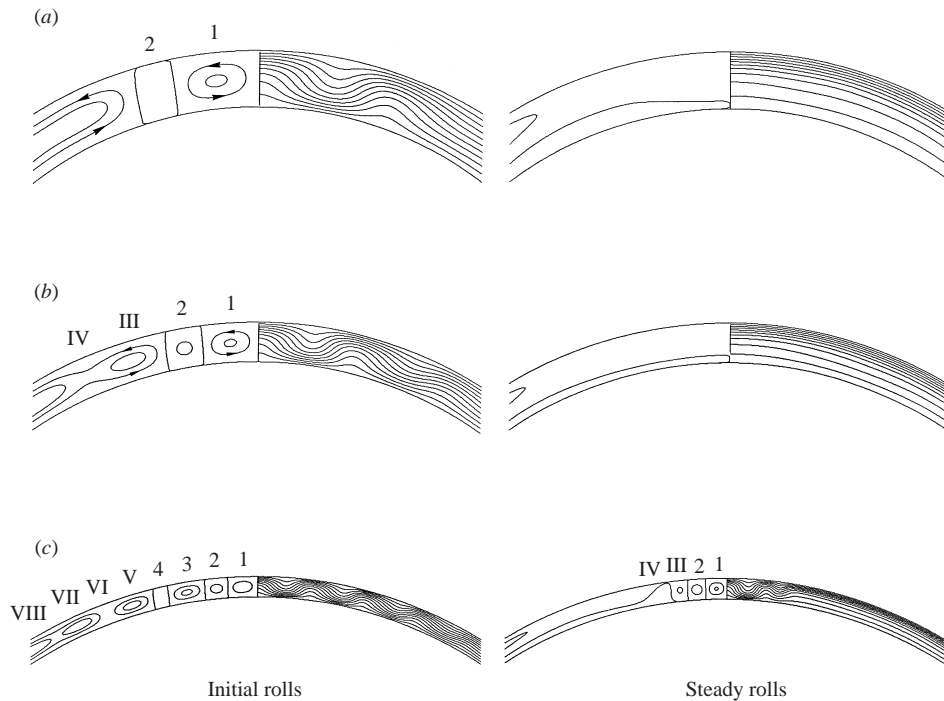 (a)
2 1
(b)
IV III 2 1
(c)
VIII VII VI V 4 3 2 1
IV III 2 1
Initial rolls
Steady rolls